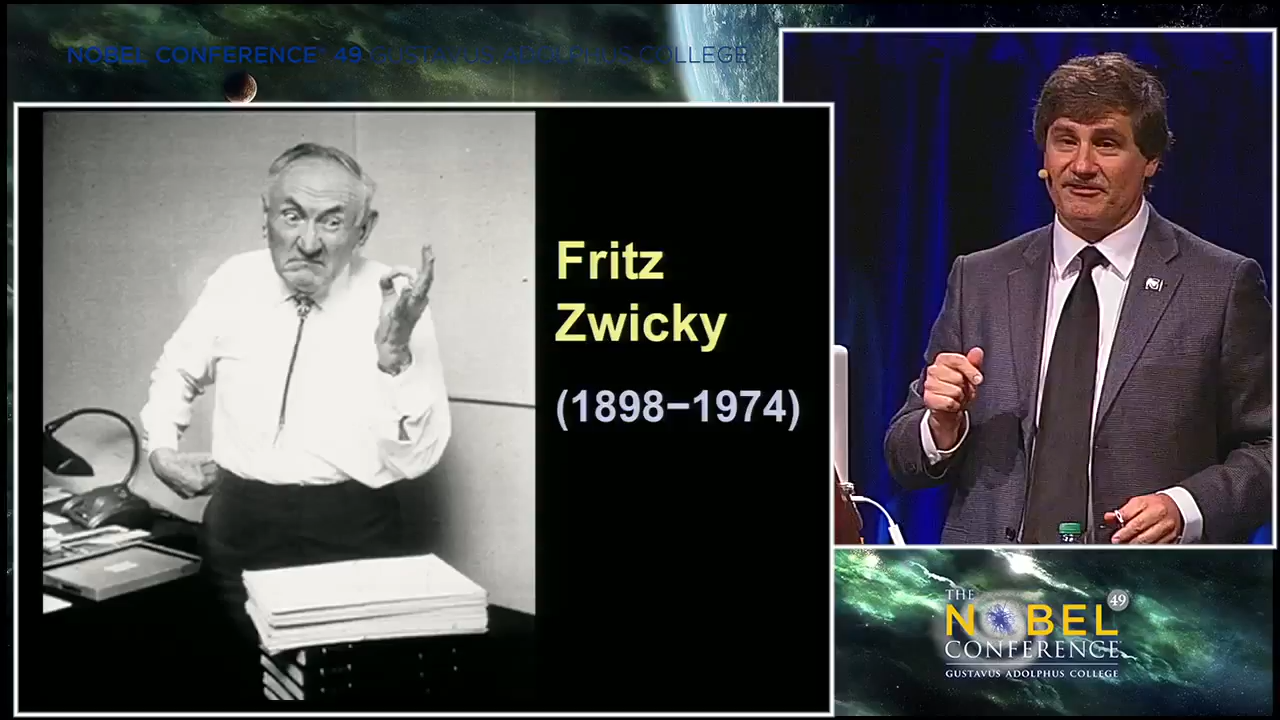 NOBEL CONFERENCE® 49 GUSTAVUS ADOLPHUS COLLEGE
Fritz
Zwicky
(1898–1974)
THE
NOBEL 49
CONFERENCE
GUSTAVUS ADOLPHUS COLLEGE